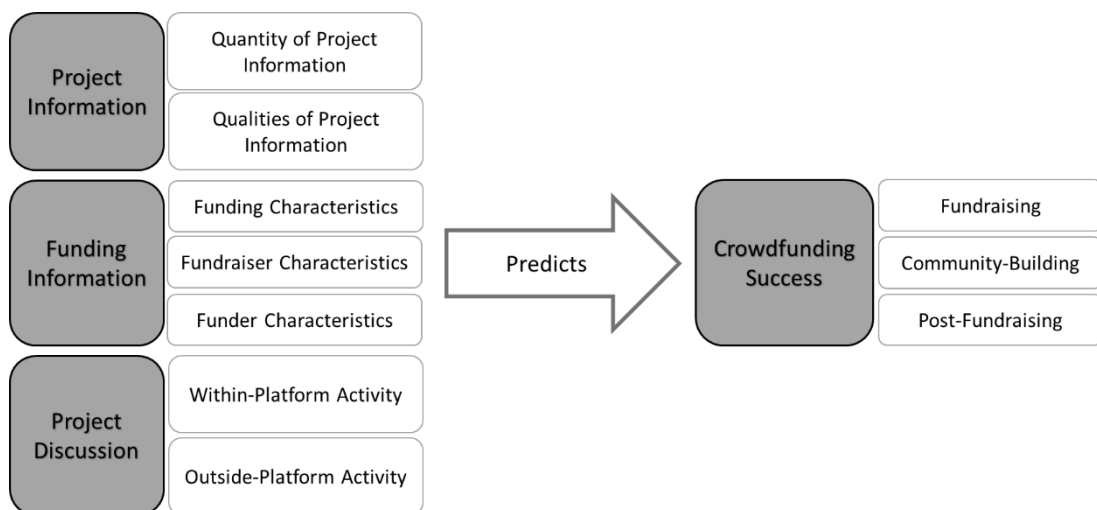 Project
Information
Quantity of Project
Information
Qualities of Project
Information
Funding
Information
Funding Characteristics
Fundraiser Characteristics
Funder Characteristics
Project
Discussion
Within-Platform Activity
Outside-Platform Activity
Predicts
Crowdfunding
Success
Fundraising
Community-Building
Post-Fundraising